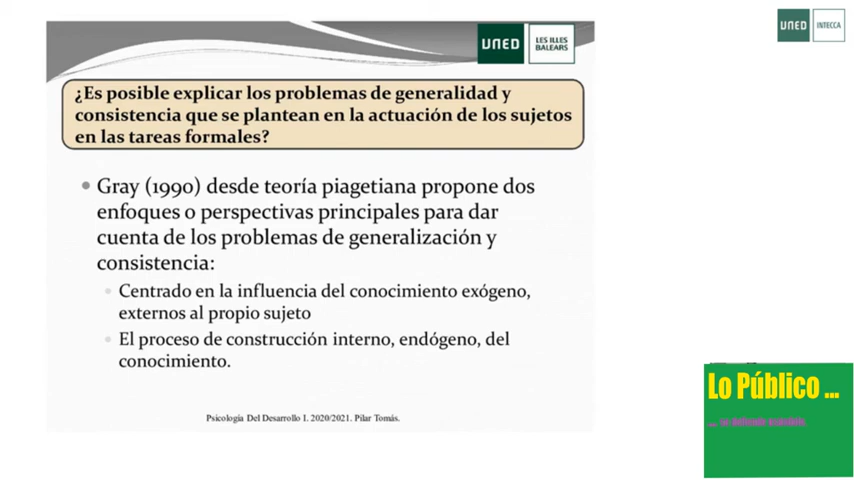 UNED
LES ILLES
BALEARS
UNED
INTECCA
¿Es posible explicar los problemas de generalidad y
consistencia que se plantean en la actuación de los sujetos
en las tareas formales?
Gray (1990) desde teoría piagetiana propone dos
enfoques o perspectivas principales para dar
cuenta de los problemas de generalización y
consistencia:
Centrado en la influencia del conocimiento exógeno,
externos al propio sujeto
El proceso de construcción interno, endógeno, del
conocimiento.
Psicología Del Desarrollo I. 2020/2021. Pilar Tomás.
Lo Público ...